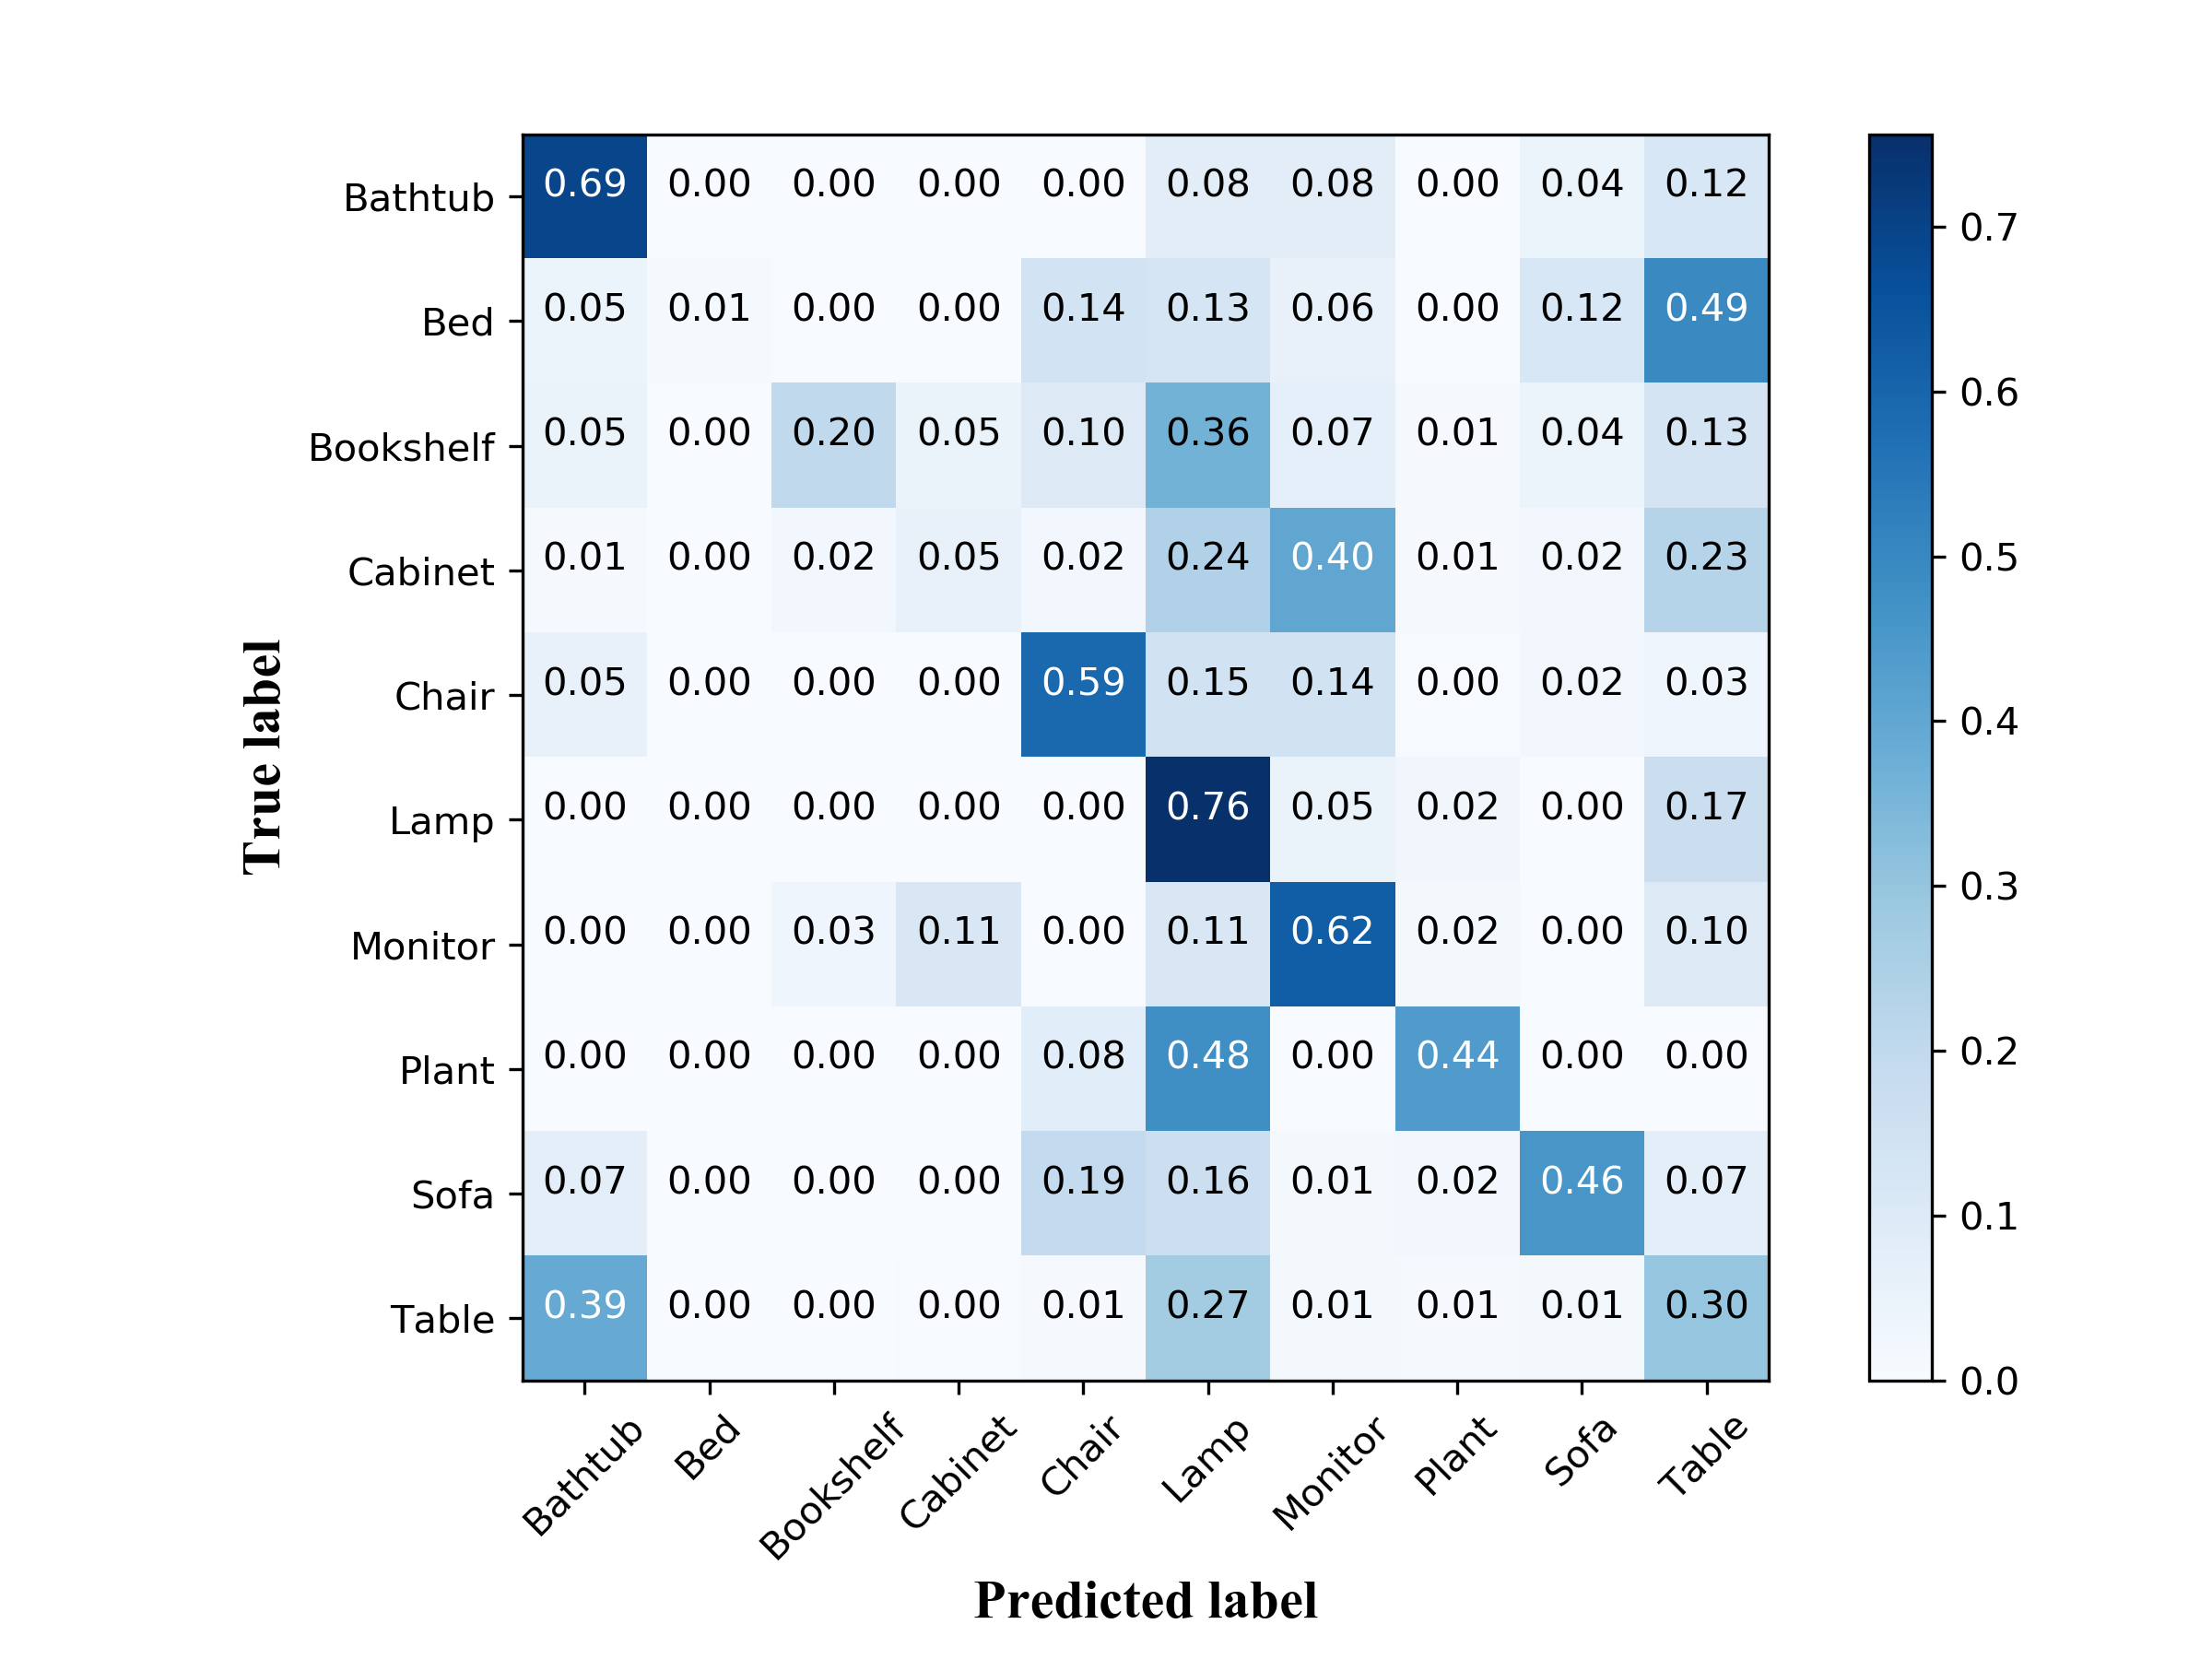 Bathtub 0.69 0.00 0.00 0.00 0.00 0.08 0.08 0.00 0.04 0.12
Bed 0.05 0.01 0.00 0.00 0.14 0.13 0.06 0.00 0.12 0.49
Bookshelf 0.05 0.00 0.20 0.05 0.10 0.36 0.07 0.01 0.04 0.13
Cabinet 0.01 0.00 0.02 0.05 0.02 0.24 0.40 0.01 0.02 0.23
Chair 0.05 0.00 0.00 0.00 0.59 0.15 0.14 0.00 0.02 0.03
Lamp 0.00 0.00 0.00 0.00 0.00 0.76 0.05 0.02 0.00 0.17
Monitor 0.00 0.00 0.03 0.11 0.00 0.11 0.62 0.02 0.00 0.10
Plant 0.00 0.00 0.00 0.00 0.08 0.48 0.00 0.44 0.00 0.00
Sofa 0.07 0.00 0.00 0.00 0.19 0.16 0.01 0.02 0.46 0.07
Table 0.39 0.00 0.00 0.00 0.01 0.27 0.01 0.01 0.01 0.30
Bathtub Bed Bookshelf Cabinet Chair Lamp Monitor Plant Sofa Table
Predicted label
True label
0.7
0.6
0.5
0.4
0.3
0.2
0.1
0.0